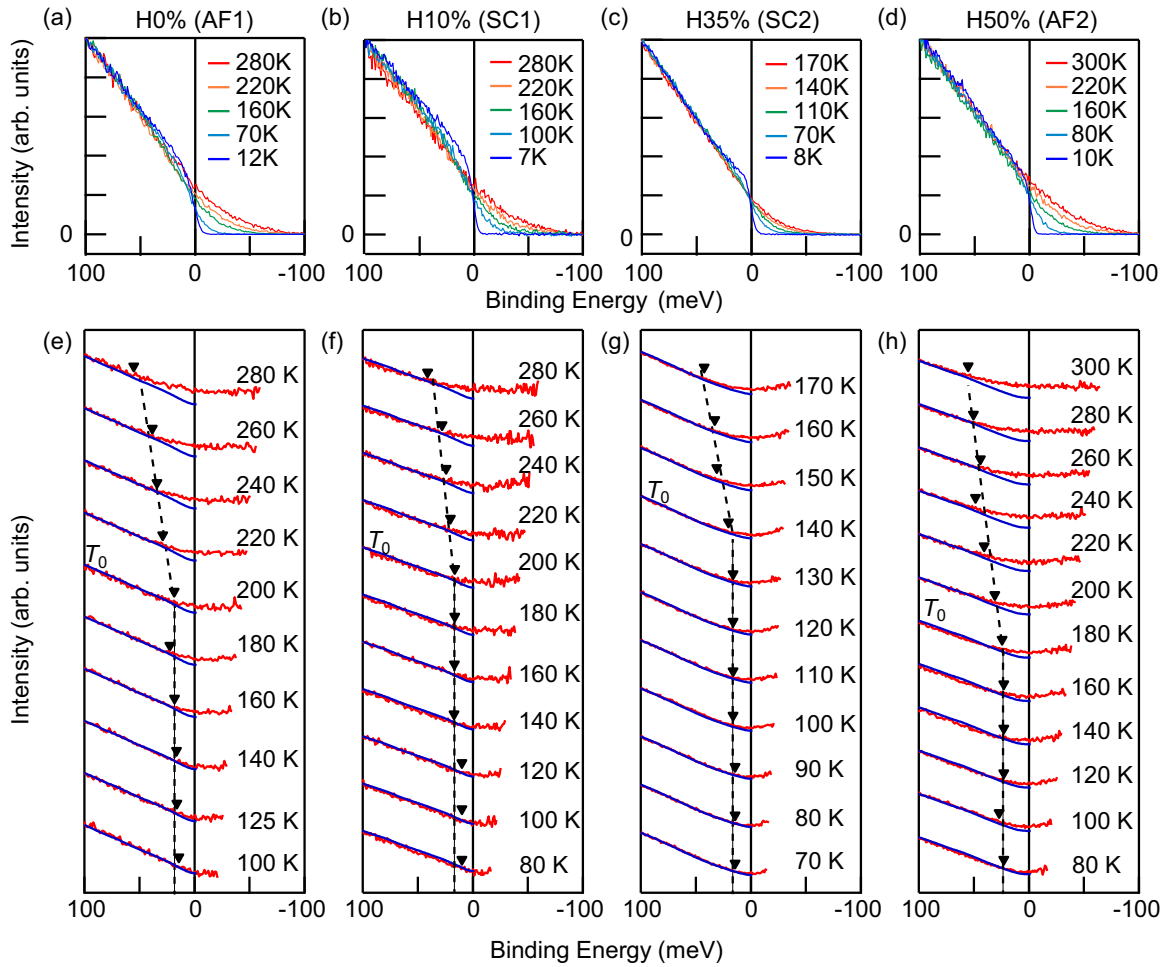 (a) H0% (AF1)
(b) H10% (SC1)
(c) H35% (SC2)
(d) H50% (AF2)
Intensity (arb. units)
280K
220K
160K
70K
12K
280K
220K
160K
100K
7K
170K
140K
110K
70K
8K
300K
220K
160K
80K
10K
0
0
0
0
100 0 -100
100 0 -100
100 0 -100
100 0 -100
Binding Energy (meV)
Intensity (arb. units)
(e)
280 K
260 K
240 K
220 K
T0
200 K
180 K
160 K
140 K
125 K
100 K
(f)
280 K
260 K
240 K
220 K
T0
200 K
180 K
160 K
140 K
120 K
100 K
80 K
(g)
170 K
160 K
150 K
T0
140 K
130 K
120 K
110 K
100 K
90 K
80 K
70 K
(h)
300 K
280 K
260 K
240 K
220 K
200 K
T0
180 K
160 K
140 K
120 K
100 K
80 K
100 0 -100
100 0 -100
100 0 -100
100 0 -100
Binding Energy (meV)